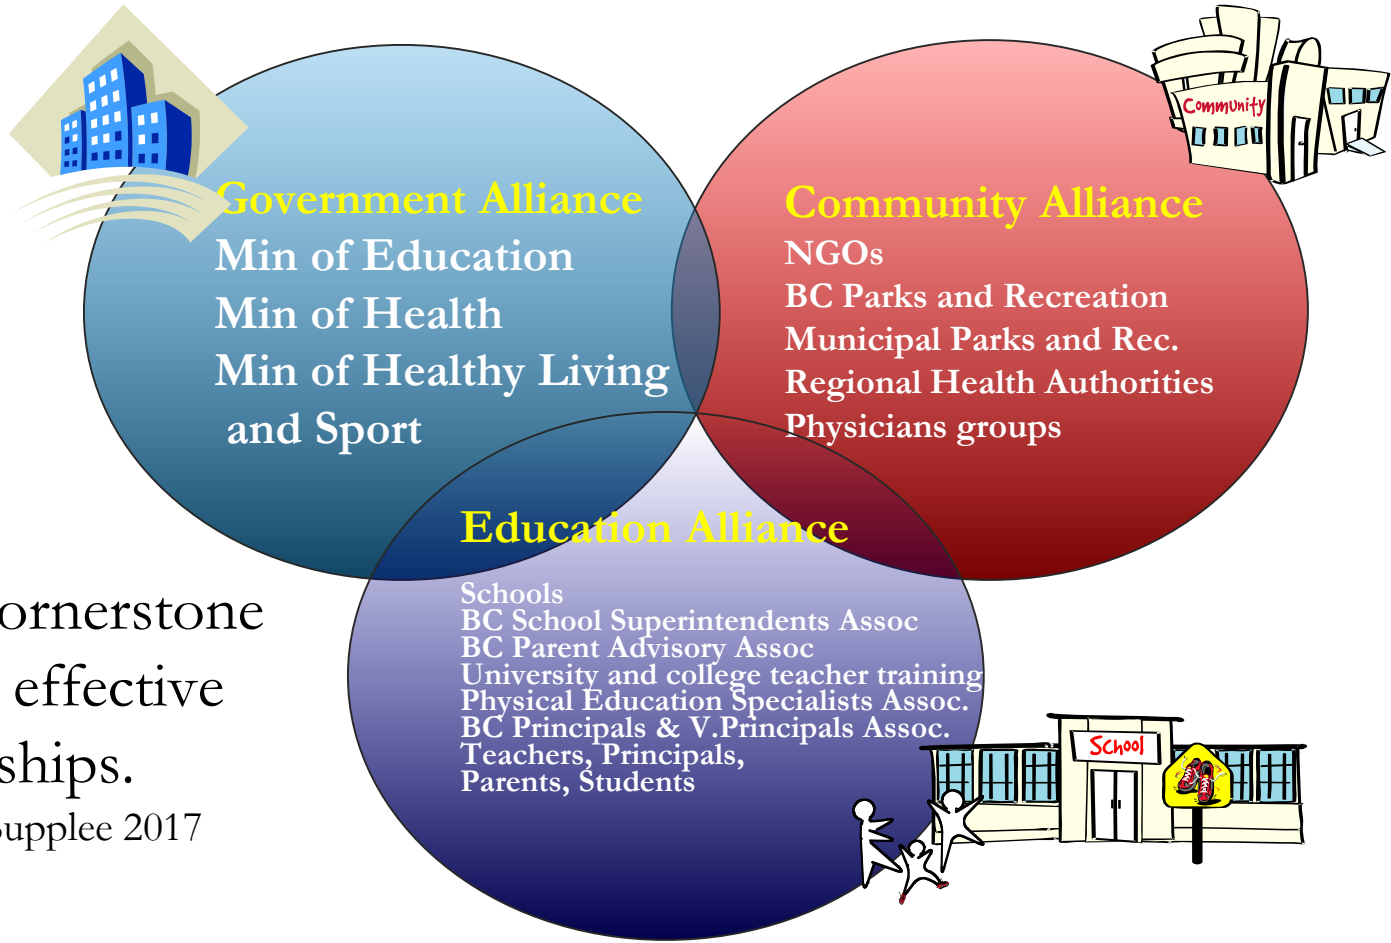 Government Alliance
Min of Education
Min of Health
Min of Healthy Living
and Sport
Community
Community Alliance
NGOs
BC Parks and Recreation
Municipal Parks and Rec.
Regional Health Authorities
Physicians groups
Education Alliance
Schools
BC School Superintendents Assoc
BC Parent Advisory Assoc
University and college teacher training
Physical Education Specialists Assoc.
BC Principals & V.Principals Assoc.
Teachers, Principals,
Parents, Students
School
ornerstone
effective
ships.
Supplee 2017